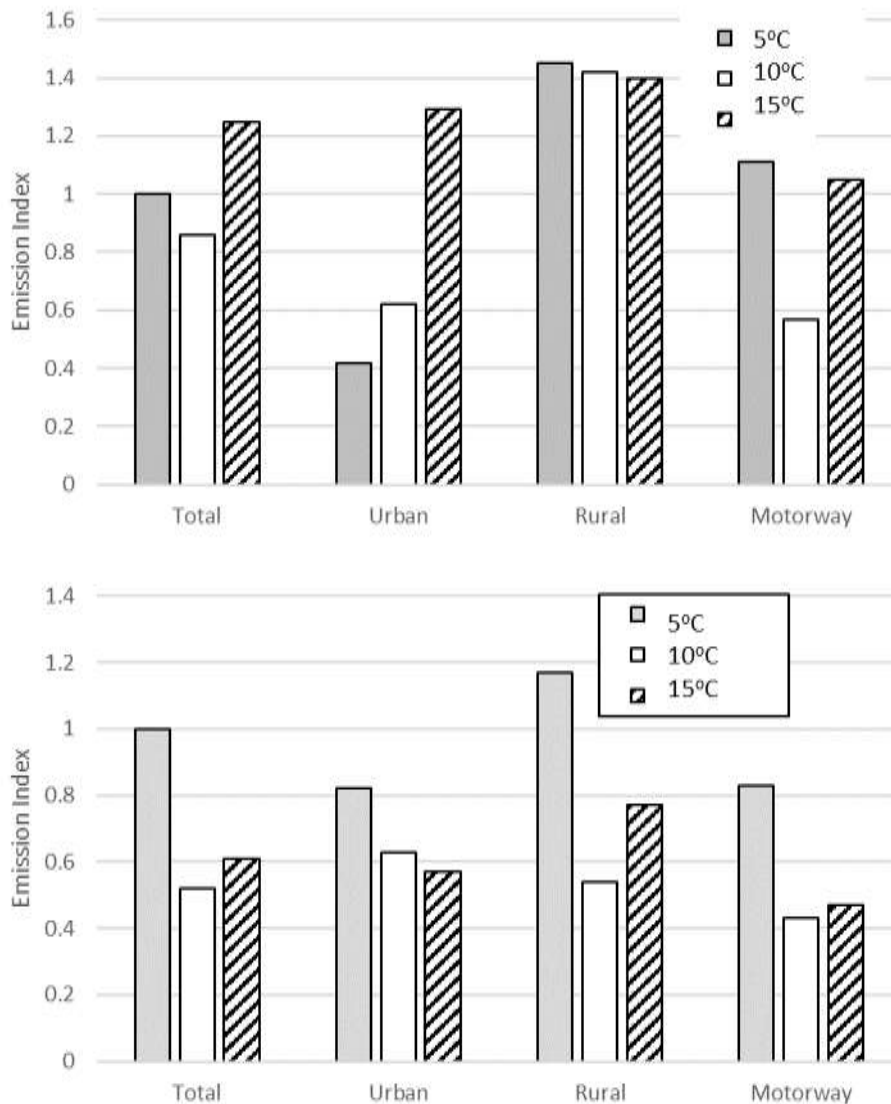 1.6
1.4
1.2
1
0.8
0.6
0.4
0.2
0
Emission Index
5ºC
10ºC
15ºC
Total Urban Rural Motorway
1.4
1.2
1
0.8
0.6
0.4
0.2
0
Emission Index
5ºC
10ºC
15ºC
Total Urban Rural Motorway